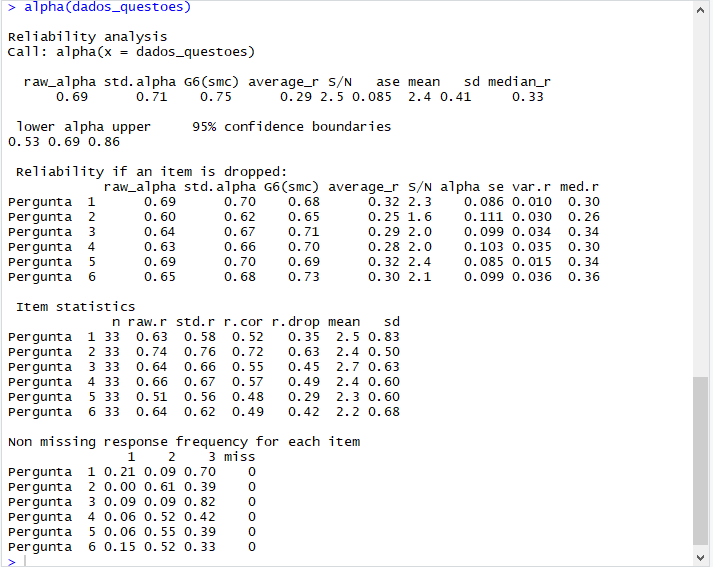 > alpha(dados_questoes)
Reliability analysis
Call: alpha(x = dados_questoes)
raw_alpha std.alpha G6(smc) average_r S/N ase mean sd median_r
0.69 0.71 0.75 0.29 2.5 0.085 2.4 0.41 0.33
lower alpha upper 95% confidence boundaries
0.53 0.69 0.86
Reliability if an item is dropped:
raw_alpha std.alpha G6(smc) average_r S/N alpha se var.r med.r
Pergunta 1 0.69 0.70 0.68 0.32 2.3 0.086 0.010 0.30
Pergunta 2 0.60 0.62 0.65 0.25 1.6 0.111 0.030 0.26
Pergunta 3 0.64 0.67 0.71 0.29 2.0 0.099 0.034 0.34
Pergunta 4 0.63 0.66 0.70 0.28 2.0 0.103 0.035 0.30
Pergunta 5 0.69 0.70 0.69 0.32 2.4 0.085 0.015 0.34
Pergunta 6 0.65 0.68 0.73 0.30 2.1 0.099 0.036 0.36
Item statistics
n raw.r std.r r.cor r.drop mean sd
Pergunta 1 33 0.63 0.58 0.52 0.35 2.5 0.83
Pergunta 2 33 0.74 0.76 0.72 0.63 2.4 0.50
Pergunta 3 33 0.64 0.66 0.55 0.45 2.7 0.63
Pergunta 4 33 0.66 0.67 0.57 0.49 2.4 0.60
Pergunta 5 33 0.51 0.56 0.48 0.29 2.3 0.60
Pergunta 6 33 0.64 0.62 0.49 0.42 2.2 0.68
Non missing response frequency for each item
1 2 3 miss
Pergunta 1 0.21 0.09 0.70 0
Pergunta 2 0.00 0.61 0.39 0
Pergunta 3 0.09 0.09 0.82 0
Pergunta 4 0.06 0.52 0.42 0
Pergunta 5 0.06 0.55 0.39 0
Pergunta 6 0.15 0.52 0.33 0
>